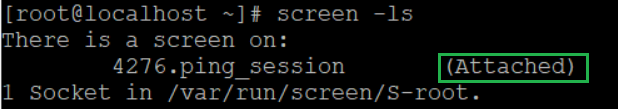 [root@localhost ~]# screen -ls
There is a screen on:
        4276.ping_session       (Attached)
1 Socket in /var/run/screen/S-root.